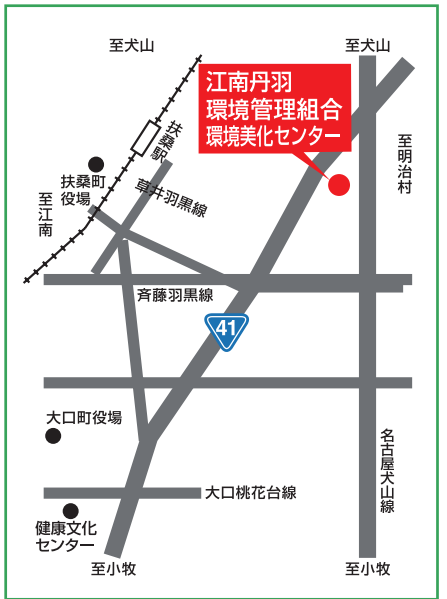 至犬山
至犬山
江南丹羽
環境管理組合
環境美化センター
至明治村
扶桑駅
扶桑町
役場
草井羽黒線
至江南
斉藤羽黒線
41
大口町役場
名古屋犬山線
大口桃花台線
健康文化
センター
至小牧
至小牧